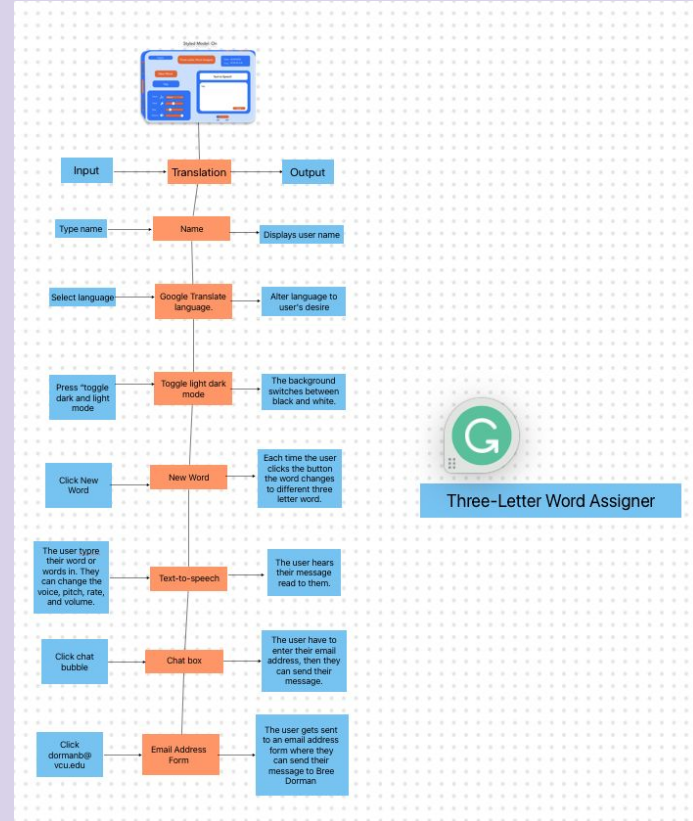 Styled Model: On
Input
Translation
Output
Type name
Name
Displays user name
Select language
Google Translate
language.
Alter language to
user's desire
Press "toggle
dark and light
mode
Toggle light dark
mode
The background
switches between
black and white.
Click New
Word
New Word
Each time the user
clicks the button
the word changes
to different three
letter word.
Three-Letter Word Assigner
The user typre
their word or
words in. They
can change the
voice, pitch, rate,
and volume.
Text-to-speech
The user hears
their message
read to them.
Click chat
bubble
Chat box
The user have to
enter their email
address, then they
can send their
message.
Click
dormanb@
vcu.edu
Email Address
Form
The user gets sent
to an email address
form where they
can send their
message to Bree
Dorman